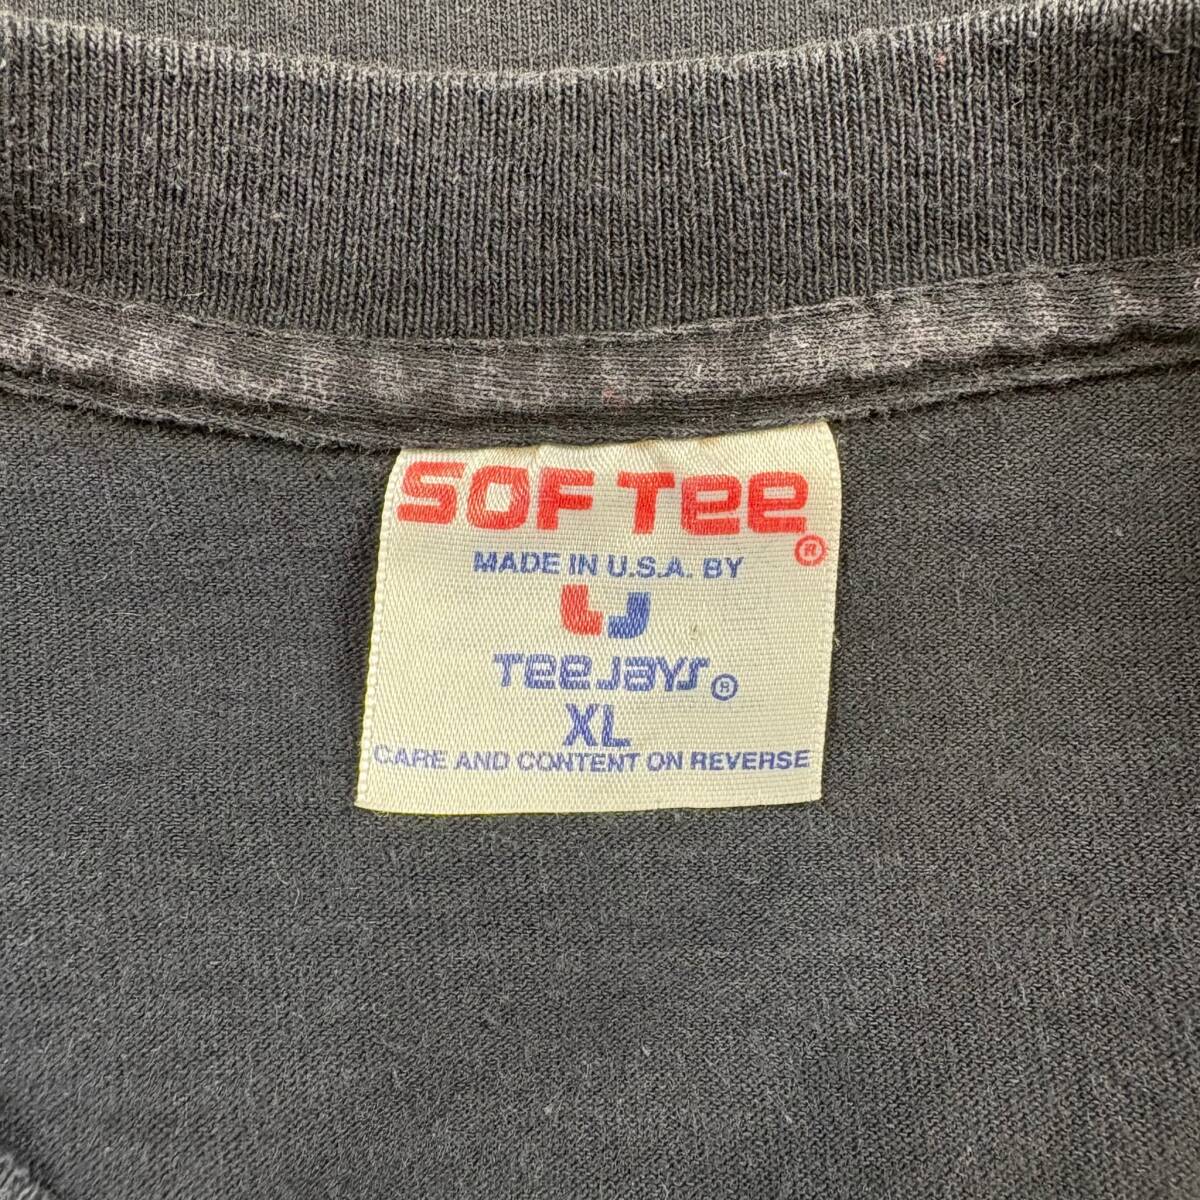 SOF TEE ®
MADE IN U.S.A. BY
TEE JAYS ®
XL
CARE AND CONTENT ON REVERSE